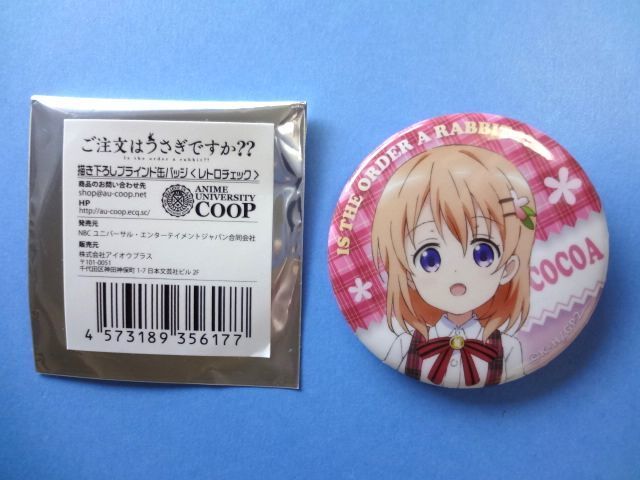 ご注文はうさぎですか??
Is the order a rabbit??
描き下ろしブラインド缶バッジ<レトロチェック>
商品のお問い合わせ先
shop@au-coop.net
HP
http://au-coop.ecq.sc/
ANIME
UNIVERSITY
COOP
発売元
NBC ユニバーサル・エンターテイメントジャパン合同会社
販売元
株式会社アイオウプラス
〒101-0051
千代田区神田神保町 1-7 日本文芸社ビル 2F
4 573189 356177
IS THE ORDER A RABBIT??
COCOA